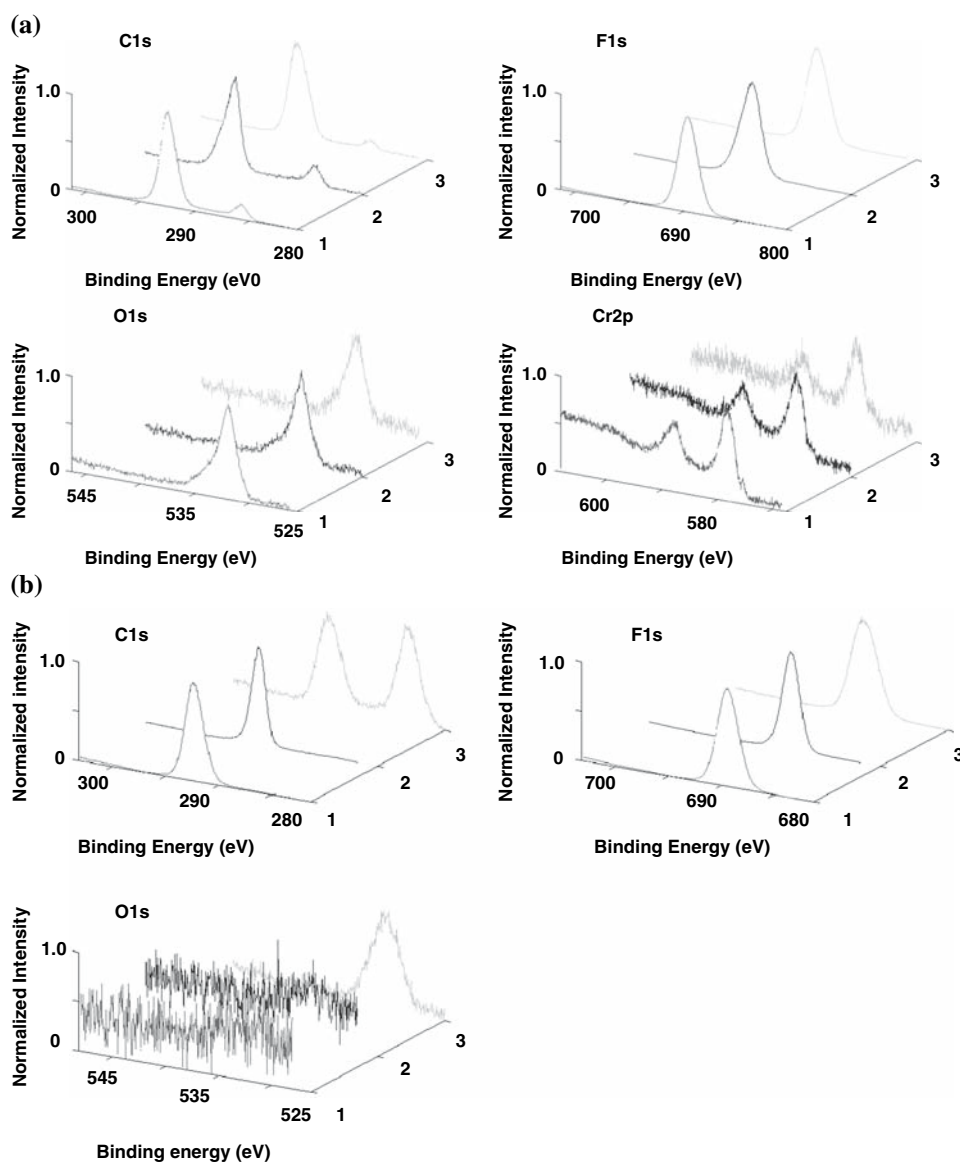 (a)
C1s
Normalized Intensity
1.0
0
300
290
280
1
2
3
Binding Energy (eV0
F1s
Normalized Intensity
1.0
0
700
690
800
1
2
3
Binding Energy (eV)
O1s
Normalized Intensity
1.0
0
545
535
525
1
2
3
Binding Energy (eV)
Cr2p
Normalized Intensity
1.0
0
600
580
1
2
3
Binding Energy (eV)
(b)
C1s
Normalized intensity
1.0
0
300
290
280
1
2
3
Binding Energy (eV)
F1s
Normalized Intensity
1.0
0
700
690
680
1
2
3
Binding Energy (eV)
O1s
Normalized Intensity
1.0
0
545
535
525
1
2
3
Binding energy (eV)